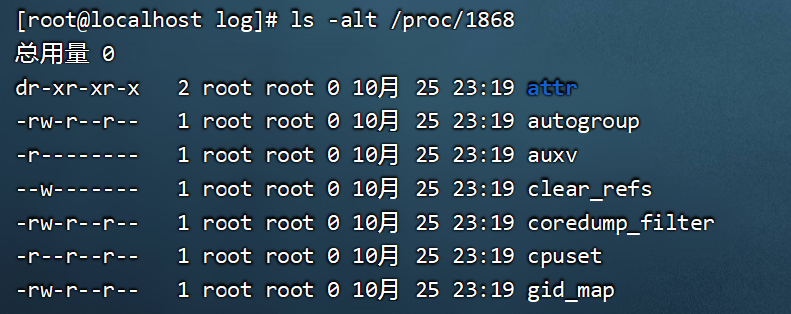 [root@localhost log]# ls -alt /proc/1868
总用量 0
dr-xr-xr-x 2 root root 0 10月 25 23:19 attr
-rw-r--r-- 1 root root 0 10月 25 23:19 autogroup
-r-------- 1 root root 0 10月 25 23:19 auxv
--w------- 1 root root 0 10月 25 23:19 clear_refs
-rw-r--r-- 1 root root 0 10月 25 23:19 coredump_filter
-r--r--r-- 1 root root 0 10月 25 23:19 cpuset
-rw-r--r-- 1 root root 0 10月 25 23:19 gid_map